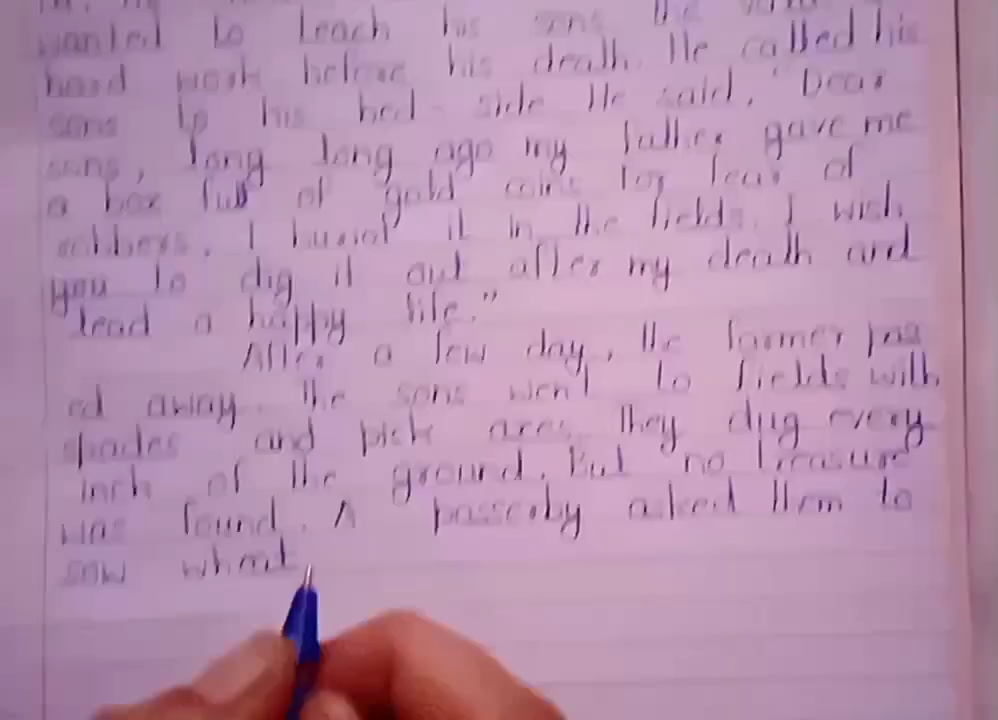 wanted to teach his sons the
hard work before his death. He called his
sons to his bed-side He said, "Dear
sons, long long ago my father gave me
a box full of gold coins for fear of
robbers. I buried it in the fields. I wish
you to dig it out after my death and
lead a happy life."
After a few day, the farmer pass
ed away. The sons went to fields with
spades and pick axes. They dug every
inch of the ground. But no treasure
was found. A passerby asked them to
sow wheat